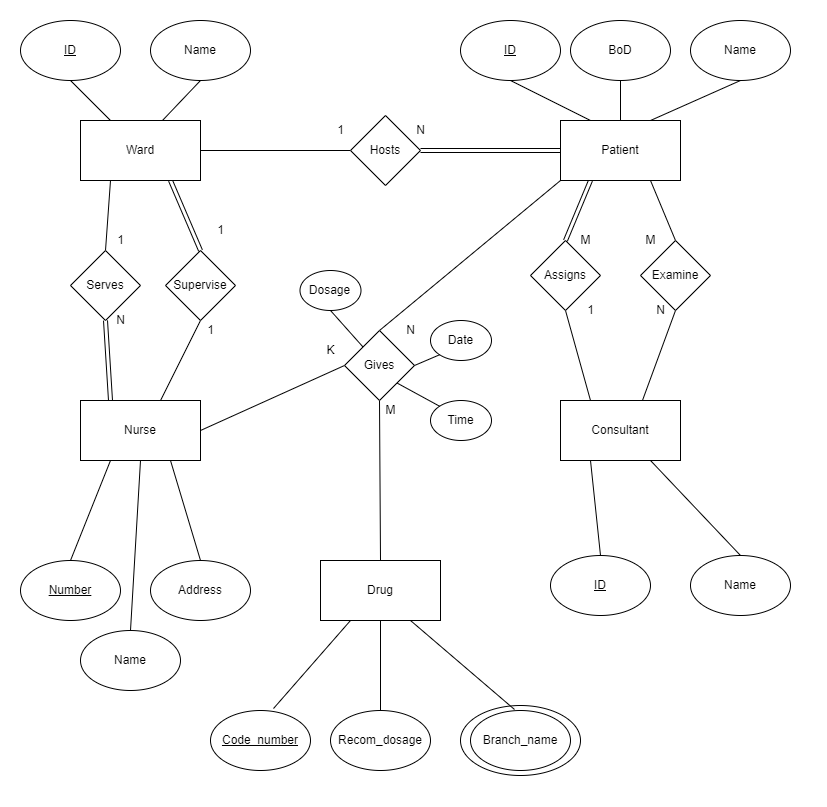 ID
Name
ID
BoD
Name
1
N
Ward
Hosts
Patient
1
1
M
M
Serves
Supervise
Assigns
Examine
Dosage
N
1
N
Date
K
1
N
Gives
M
Time
Nurse
Consultant
Number
Address
Drug
ID
Name
Name
Code_number
Recom_dosage
Branch_name